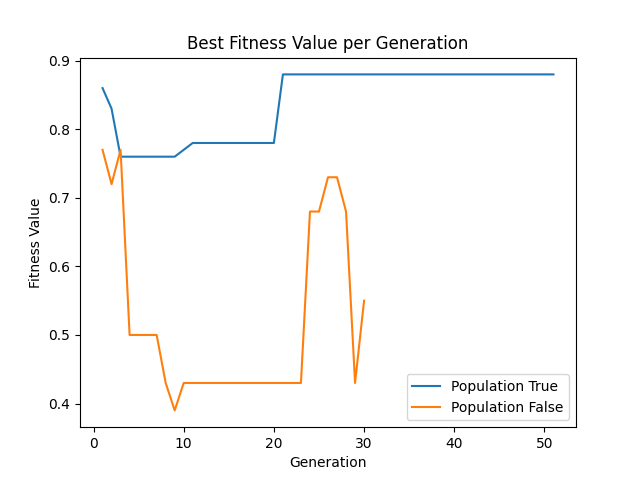 Best Fitness Value per Generation
Fitness Value
0.9
0.8
0.7
0.6
0.5
0.4
0
10
20
30
40
50
Generation
Population True
Population False